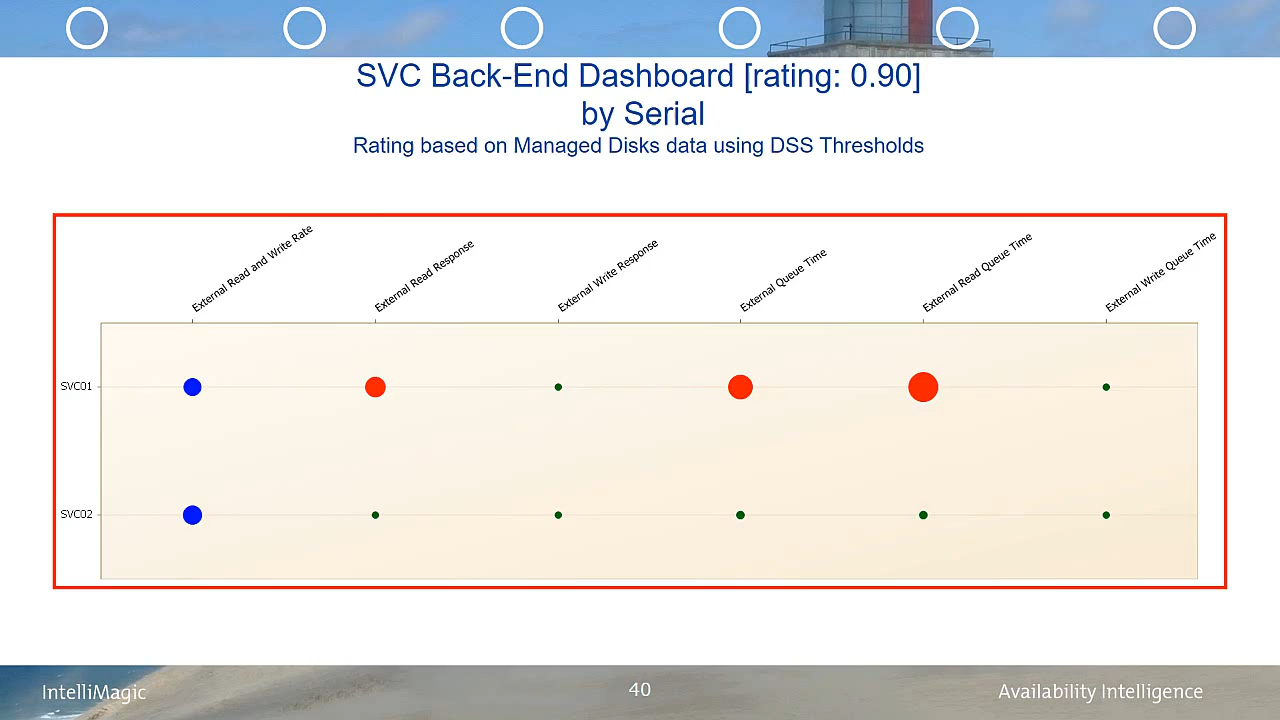 SVC Back-End Dashboard [rating: 0.90]
by Serial
Rating based on Managed Disks data using DSS Thresholds
External Read and Write Rate
External Read Response
External Write Response
External Queue Time
External Read Queue Time
External Write Queue Time
SVC01
SVC02
IntelliMagic
40
Availability Intelligence